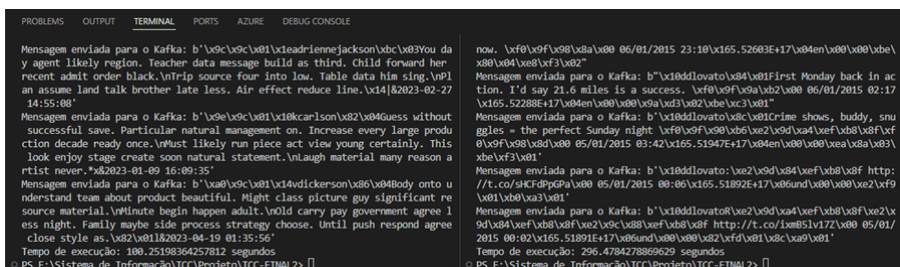 PROBLEMS OUTPUT TERMINAL PORTS AZURE DEBUG CONSOLE
Mensagem enviada para o Kafka: b'\x9c\x9c\x01\x1eadriennejackson\xbc\x03You da
y agent likely region. Teacher data message build as third. Child forward her
recent admit order black.\nTrip source four into low. Table data him sing.\nPl
an assume land talk brother late less. Air effect reduce line.\x14|&2023-02-27
14:55:08'
Mensagem enviada para o Kafka: b'\x9e\x9c\x01\x10kcarlson\x82\x04Guess without
successful save. Particular natural management on. Increase every large produ
ction decade ready once.\nMust likely run piece act view young certainly. This
look enjoy stage create soon natural statement.\nLaugh material many reason a
rtist never.*x&2023-01-09 16:09:35'
Mensagem enviada para o Kafka: b'\xa0\x9c\x01\x14vdickerson\x86\x04Body onto u
nderstand team about product beautiful. Might class picture guy significant re
source material.\nMinute begin happen adult.\nOld carry pay government agree l
ess night. Family maybe side process strategy choose. Until push respond agree
close style as.\x82\x01l&2023-04-19 01:35:56'
Tempo de execução: 100.25198364257812 segundos
PS E:\Sistema de Informação\TCC\Projeto\TCC-FINAL2>
now. \xf0\x9f\x98\x8a\x00 06/01/2015 23:10\x165.52603E+17\x04en\x00\x00\xbe\
x80\x04\xe8\xf3\x02"
Mensagem enviada para o Kafka: b"\x10ddlovato\x84\x01First Monday back in ac
tion. I'd say 21.6 miles is a success. \xf0\x9f\x9a\xb2\x00 06/01/2015 02:17
\x165.52288E+17\x04en\x00\x00\x9a\xd3\x02\xbe\xc3\x01"
Mensagem enviada para o Kafka: b'\x10ddlovato\x8c\x01Crime shows, buddy, snu
ggles = the perfect Sunday night \xf0\x9f\x90\xb6\xe2\x9d\xa4\xef\xb8\x8f\xf
0\x9f\x98\x8d\x00 05/01/2015 03:42\x165.51947E+17\x04en\x00\x00\xea\x8a\x03\
xbe\xf3\x01'
Mensagem enviada para o Kafka: b'\x10ddlovato:\xe2\x9d\xa4\xef\xb8\x8f http:
//t.co/sHCFdPpGPa\x00 05/01/2015 00:06\x165.51892E+17\x06und\x00\x00\xe2\xf9
\x01\xb0\xa3\x01'
Mensagem enviada para o Kafka: b'\x10ddlovatoR\xe2\x9d\xa4\xef\xb8\x8f\xe2\x
9d\x84\xef\xb8\x8f\xe2\x9c\x88\xef\xb8\x8f http://t.co/ixmB5lv17Z\x00 05/01/
2015 00:02\x165.51891E+17\x06und\x00\x00\x82\xfd\x01\x8c\xa9\x01'
Tempo de execução: 296.4784278869629 segundos
PS E:\Sistema de Informação\TCC\Projeto\TCC-FINAL2>